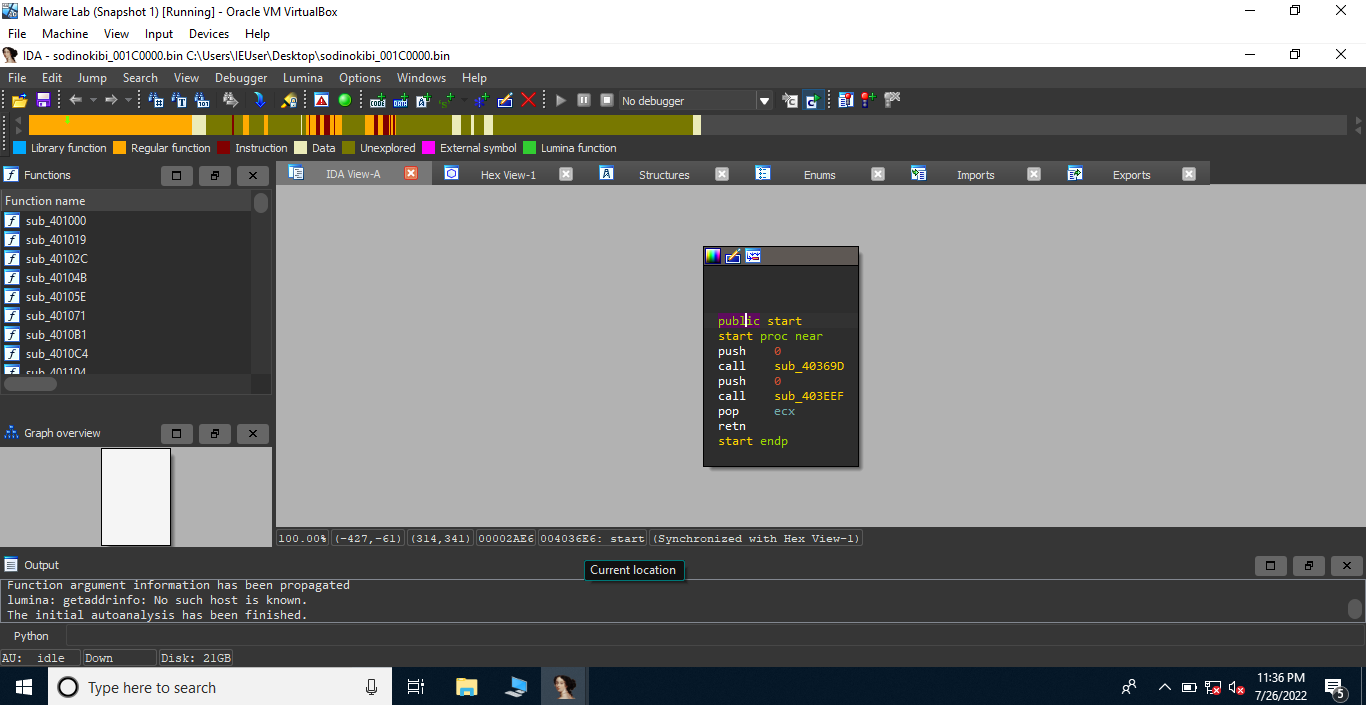 Malware Lab (Snapshot 1) [Running] - Oracle VM VirtualBox
File Machine View Input Devices Help
IDA - sodinokibi_001C0000.bin C:\Users\IEUser\Desktop\sodinokibi_001C0000.bin
File Edit Jump Search View Debugger Lumina Options Windows Help
No debugger
Library function Regular function Instruction Data Unexplored External symbol Lumina function
Functions
IDA View-A Hex View-1 Structures Enums Imports Exports
Function name
sub_401000
sub_401019
sub_40102C
sub_40104B
sub_40105E
sub_401071
sub_4010B1
sub_4010C4
sub_401104
public start
start proc near
push 0
call sub_40369D
push 0
call sub_403EEF
pop ecx
retn
start endp
Graph overview
100.00% (-427,-61) (314,341) 00002AE6 004036E6: start (Synchronized with Hex View-1)
Current location
Output
Function argument information has been propagated
lumina: getaddrinfo: No such host is known.
The initial autoanalysis has been finished.
Python
AU: idle Down Disk: 21GB
Type here to search
11:36 PM
7/26/2022
5